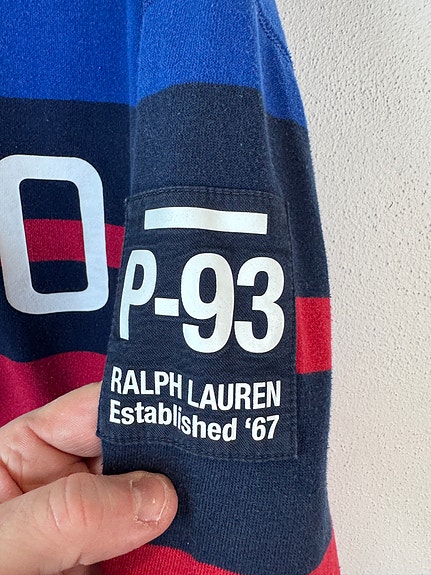 O
P-93
RALPH LAUREN
Established ‘67